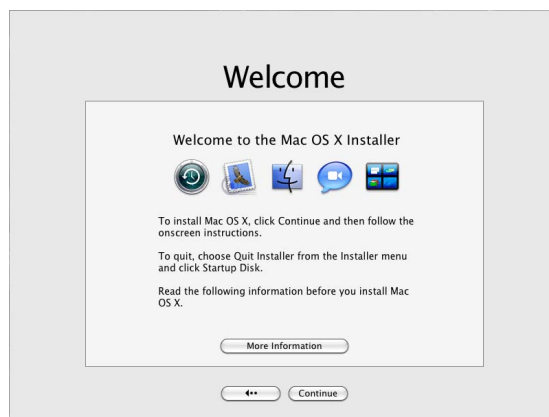 Welcome
Welcome to the Mac OS X Installer
To install Mac OS X, click Continue and then follow the
onscreen instructions.
To quit, choose Quit Installer from the Installer menu
and click Startup Disk.
Read the following information before you install Mac
OS X.
More Information
Continue